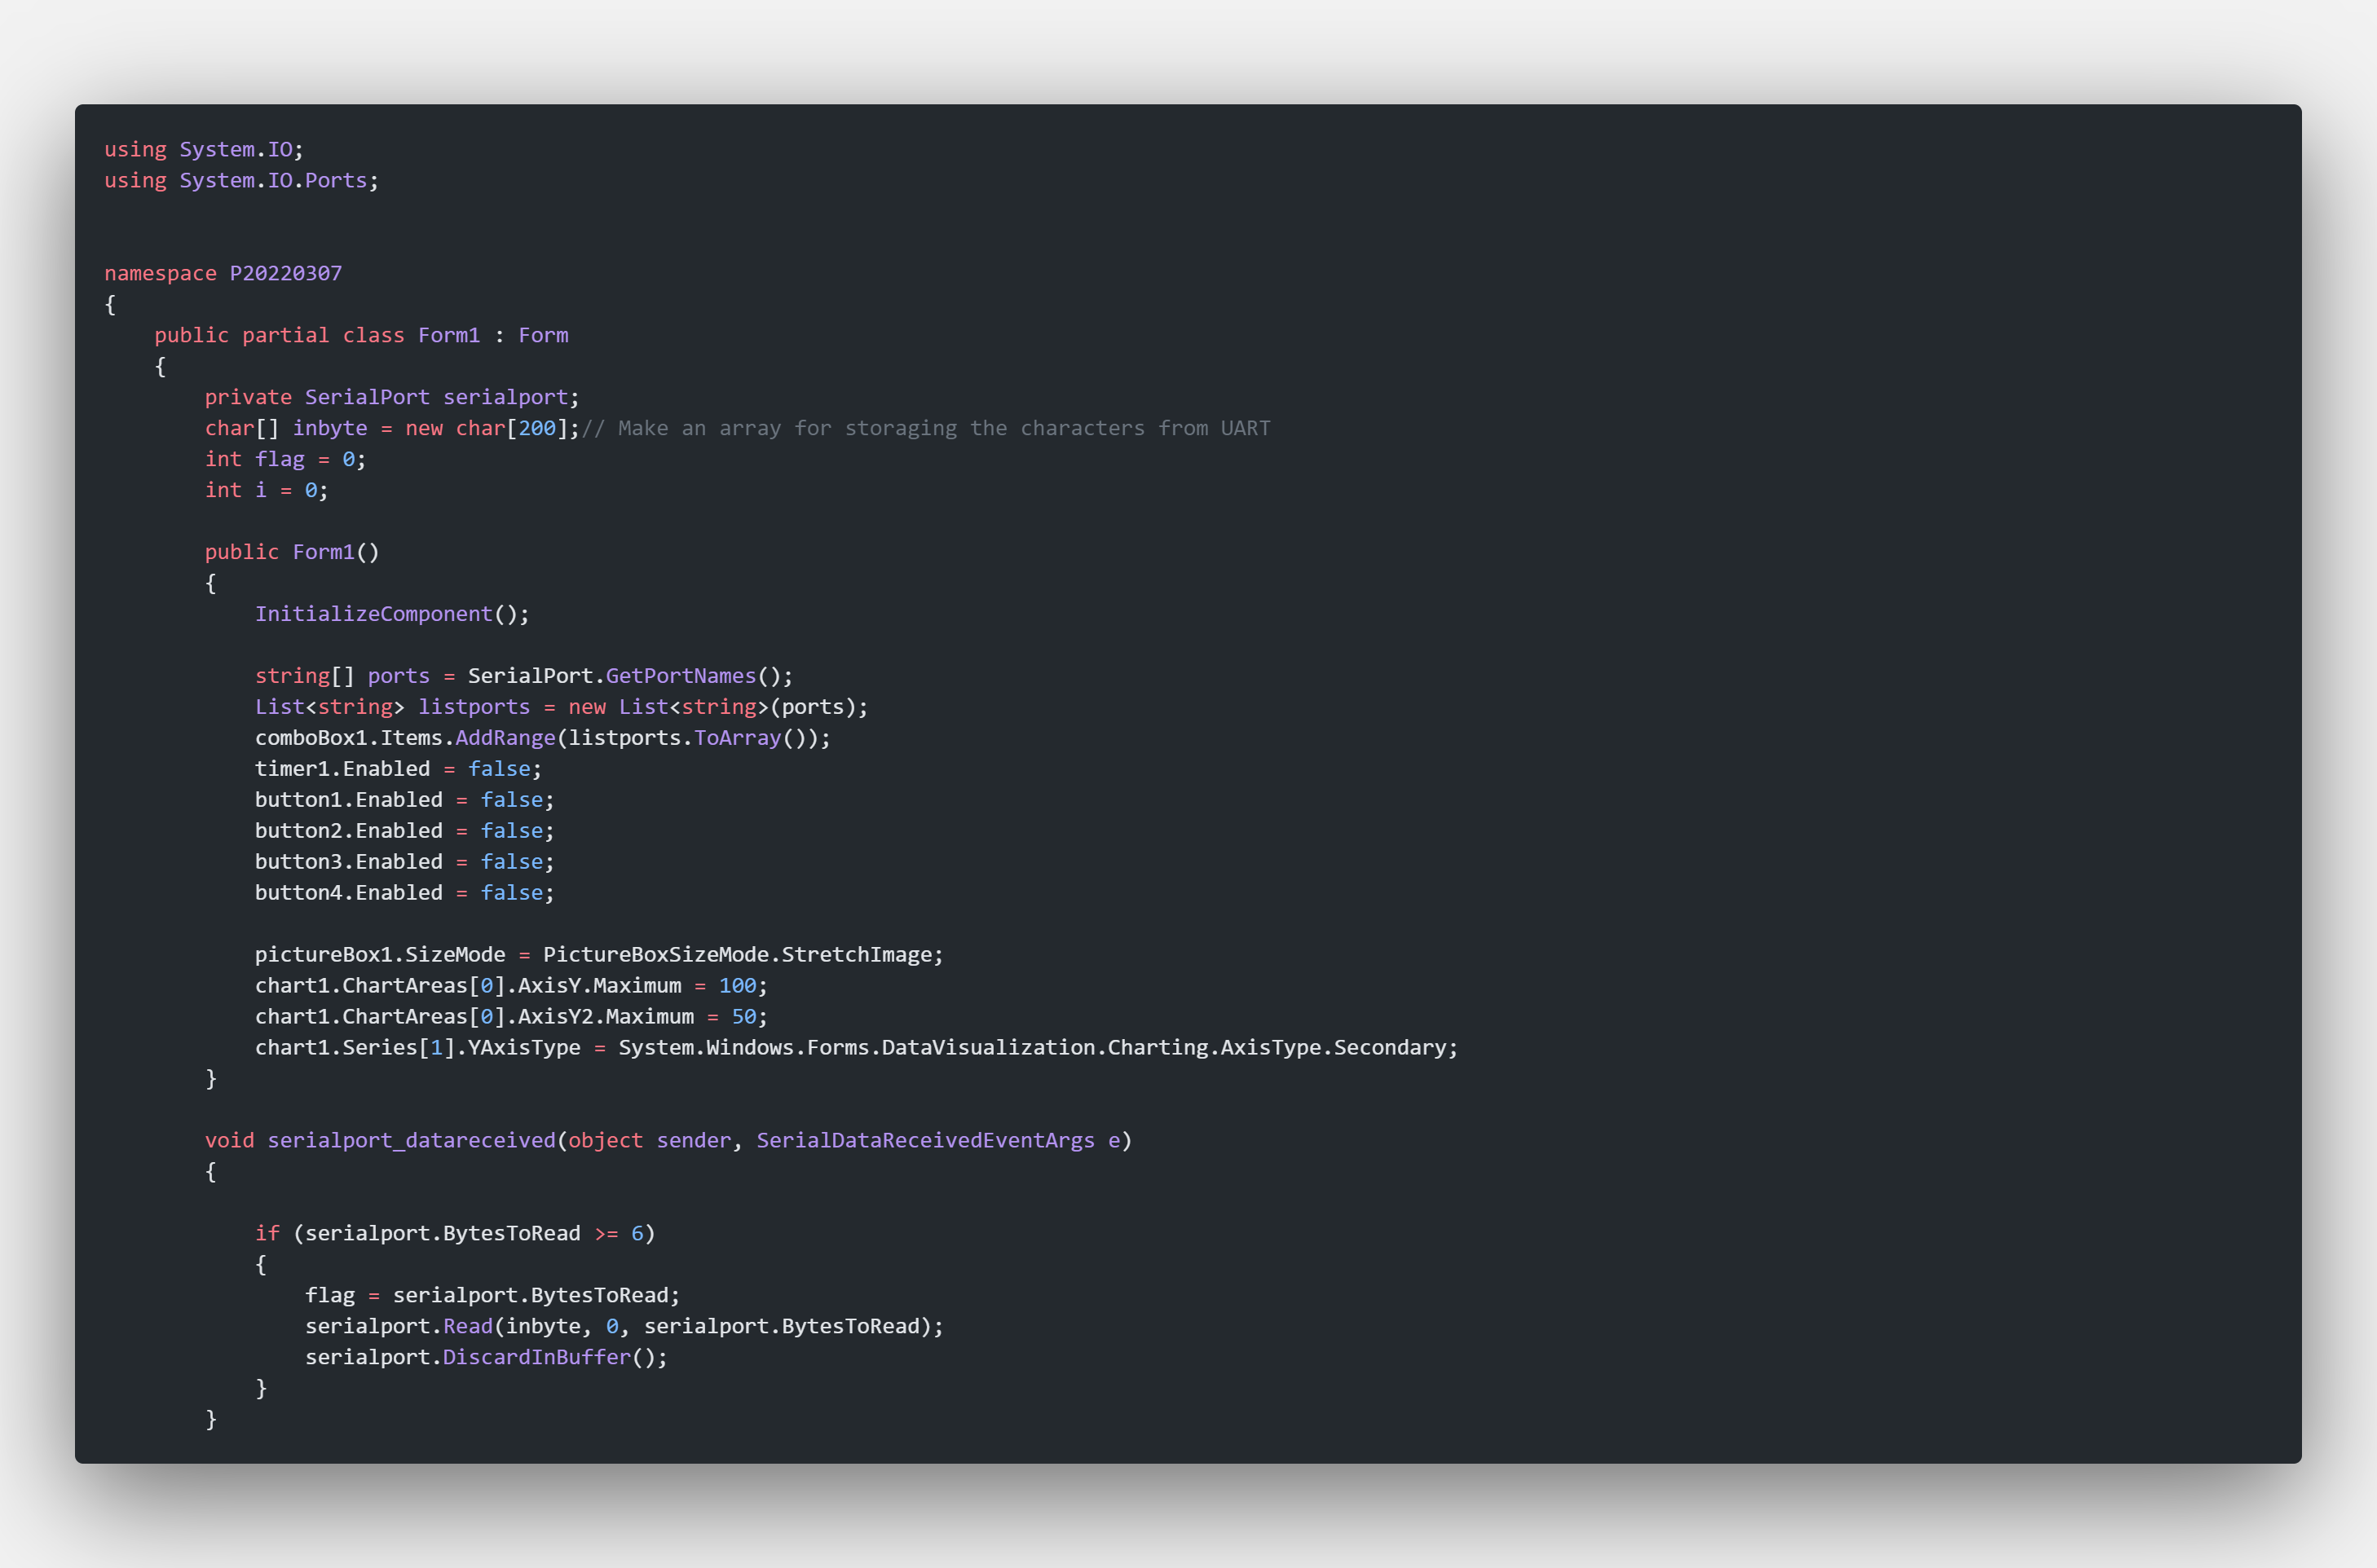 using System.IO;
using System.IO.Ports;
namespace P20220307
{
    public partial class Form1 : Form
    {
        private SerialPort serialport;
        char[] inbyte = new char[200];// Make an array for storaging the characters from UART
        int flag = 0;
        int i = 0;
        public Form1()
        {
            InitializeComponent();
            string[] ports = SerialPort.GetPortNames();
            List<string> listports = new List<string>(ports);
            comboBox1.Items.AddRange(listports.ToArray());
            timer1.Enabled = false;
            button1.Enabled = false;
            button2.Enabled = false;
            button3.Enabled = false;
            button4.Enabled = false;
            pictureBox1.SizeMode = PictureBoxSizeMode.StretchImage;
            chart1.ChartAreas[0].AxisY.Maximum = 100;
            chart1.ChartAreas[0].AxisY2.Maximum = 50;
            chart1.Series[1].YAxisType = System.Windows.Forms.DataVisualization.Charting.AxisType.Secondary;
        }
        void serialport_datareceived(object sender, SerialDataReceivedEventArgs e)
        {
            if (serialport.BytesToRead >= 6)
            {
                flag = serialport.BytesToRead;
                serialport.Read(inbyte, 0, serialport.BytesToRead);
                serialport.DiscardInBuffer();
            }
        }